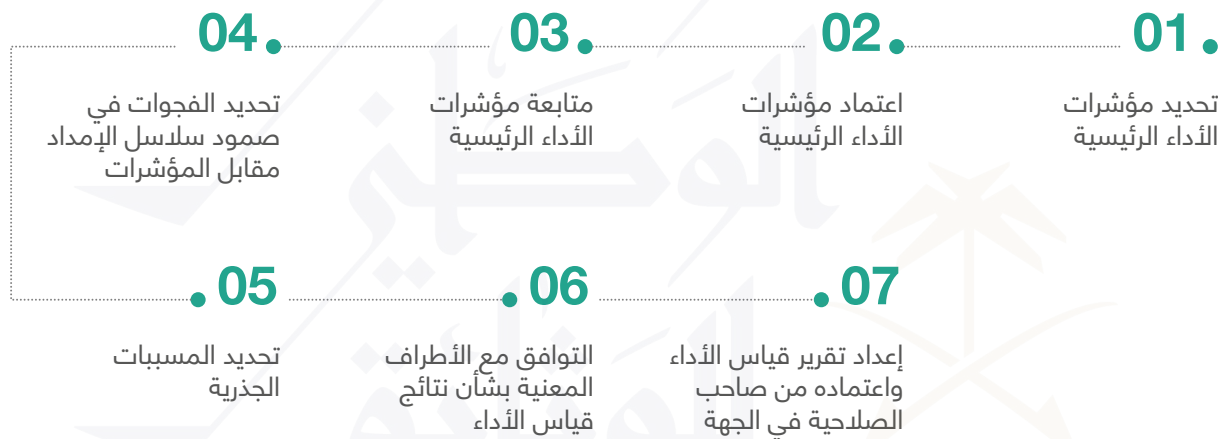 01
تحديد مؤشرات
الأداء الرئيسية
02
اعتماد مؤشرات
الأداء الرئيسية
03
متابعة مؤشرات
الأداء الرئيسية
04
تحديد الفجوات في
صمود سلاسل الإمداد
مقابل المؤشرات
05
تحديد المسببات
الجذرية
06
التوافق مع الأطراف
المعنية بشأن نتائج
قياس الأداء
07
إعداد تقرير قياس الأداء
واعتماده من صاحب
الصلاحية في الجهة